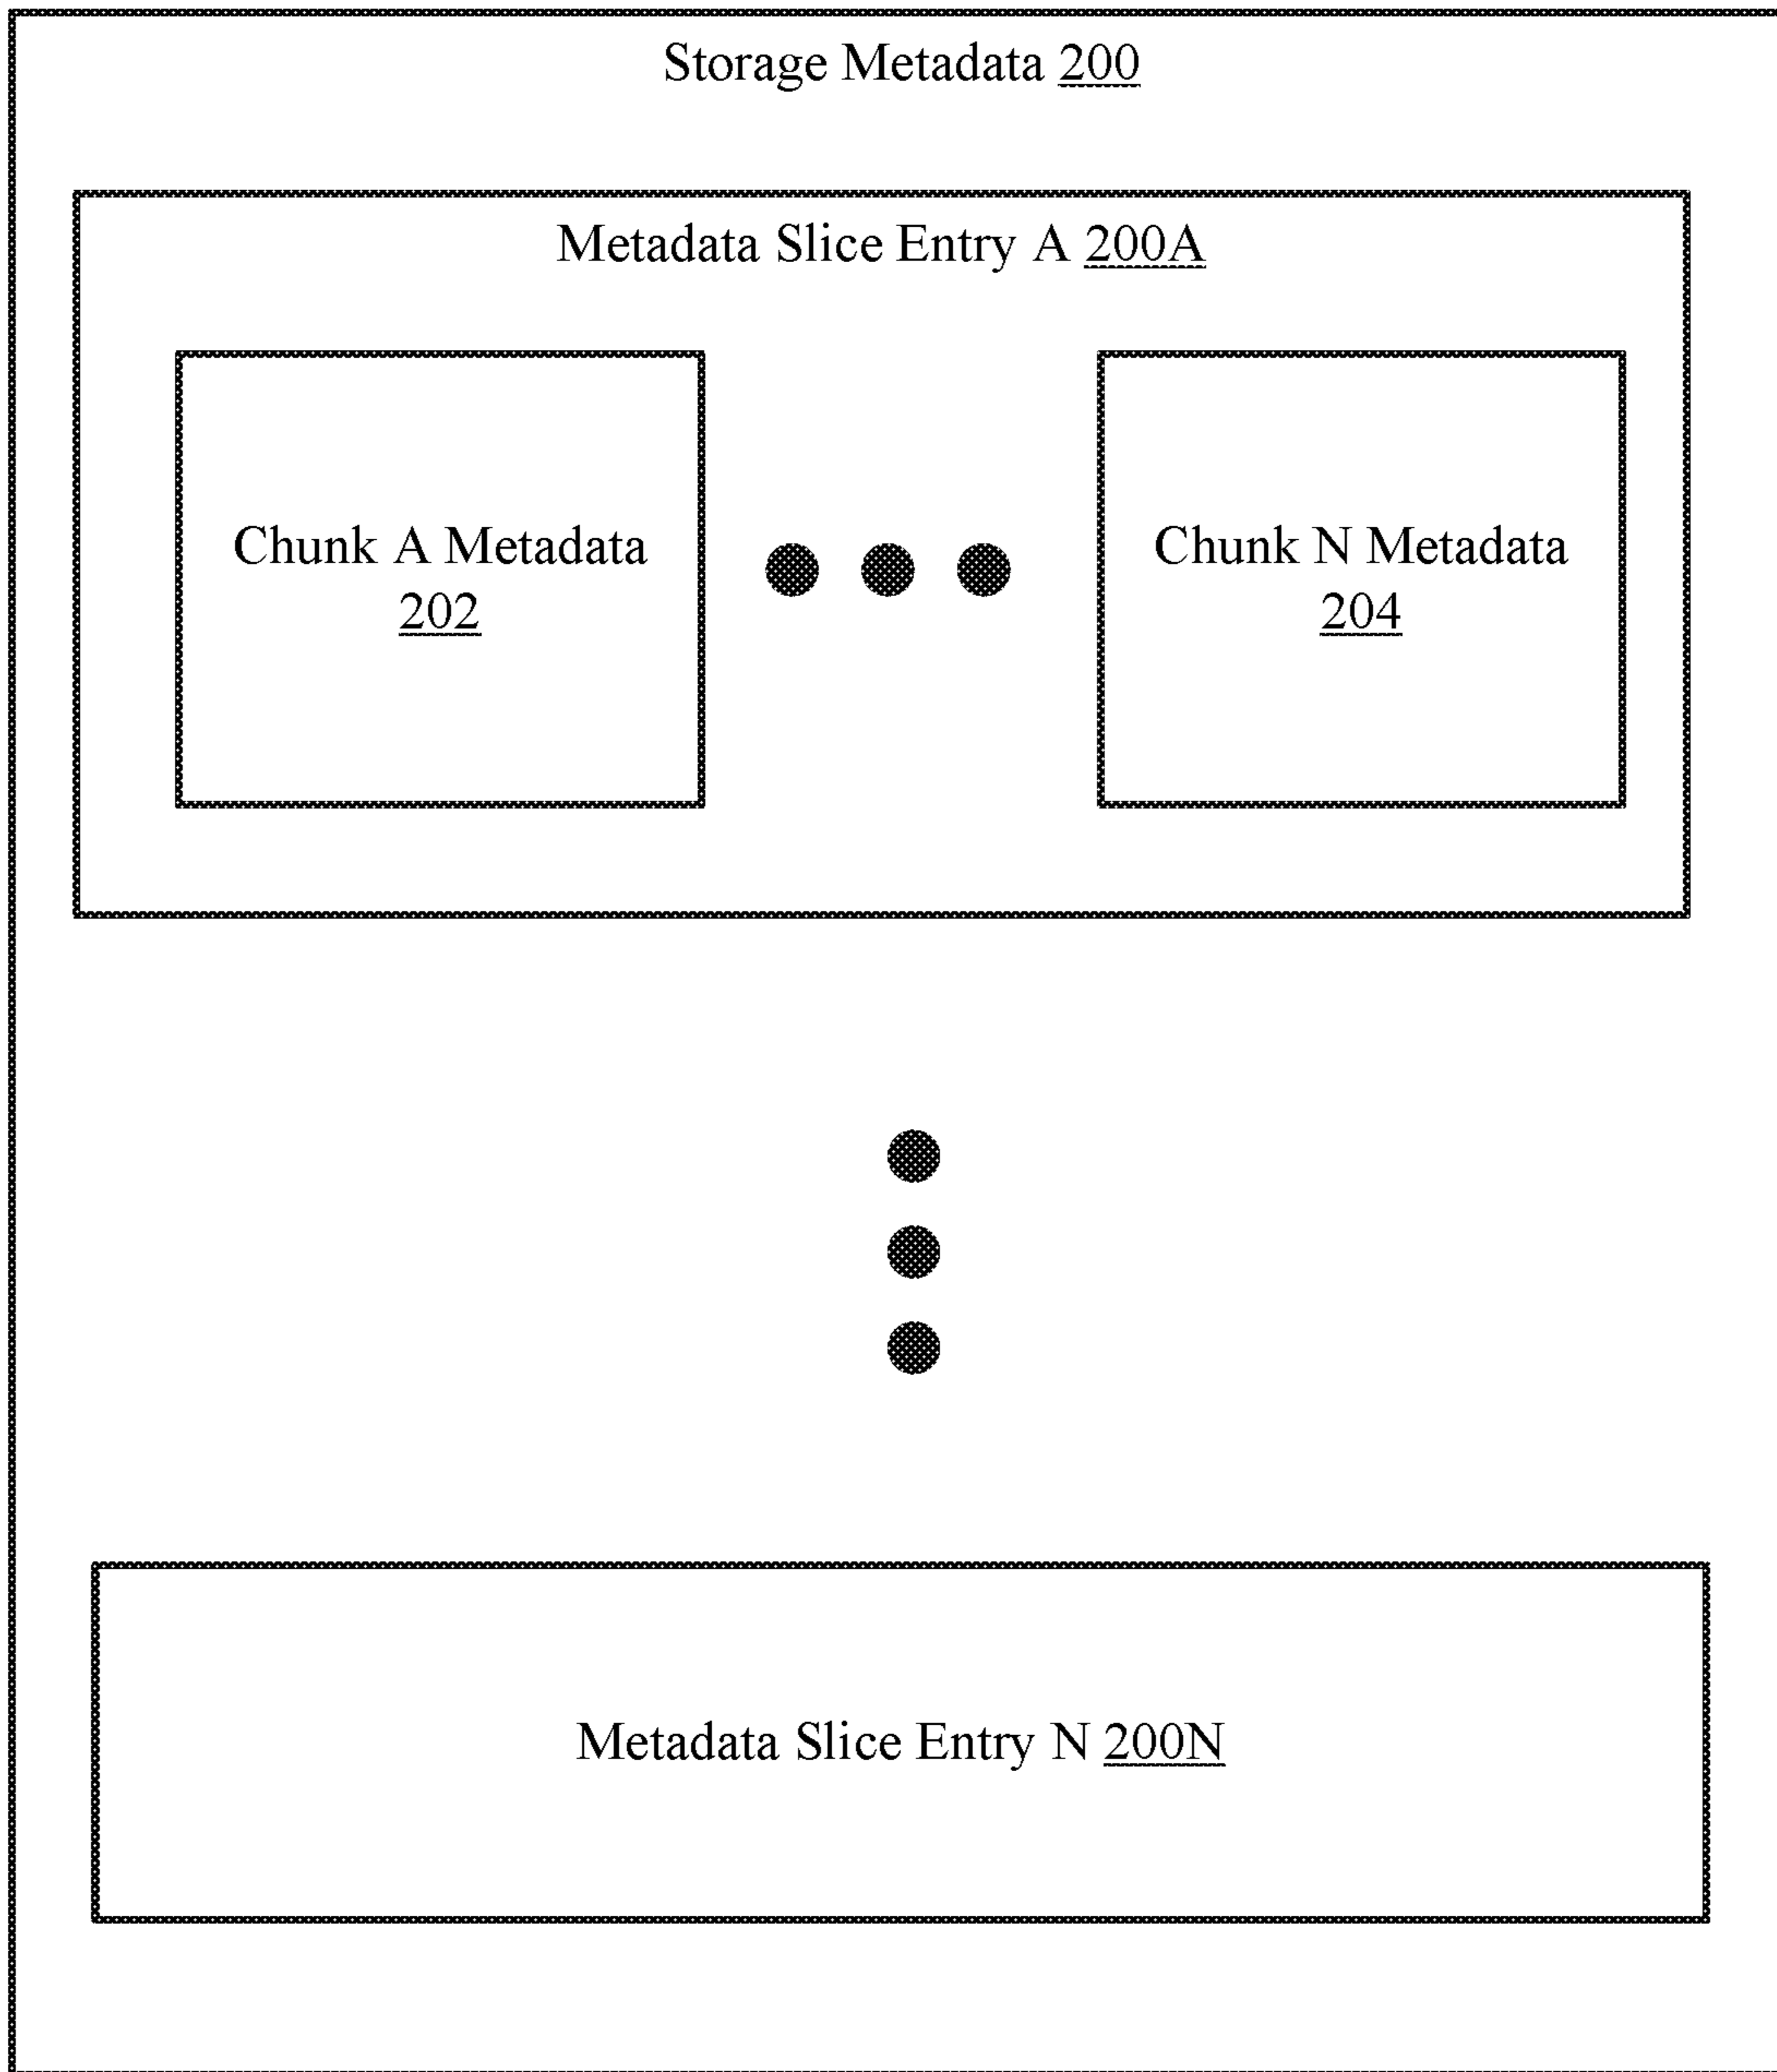 Storage Metadata 200
Metadata Slice Entry A 200A
Chunk A Metadata
202
Chunk N Metadata
204
Metadata Slice Entry N 200N